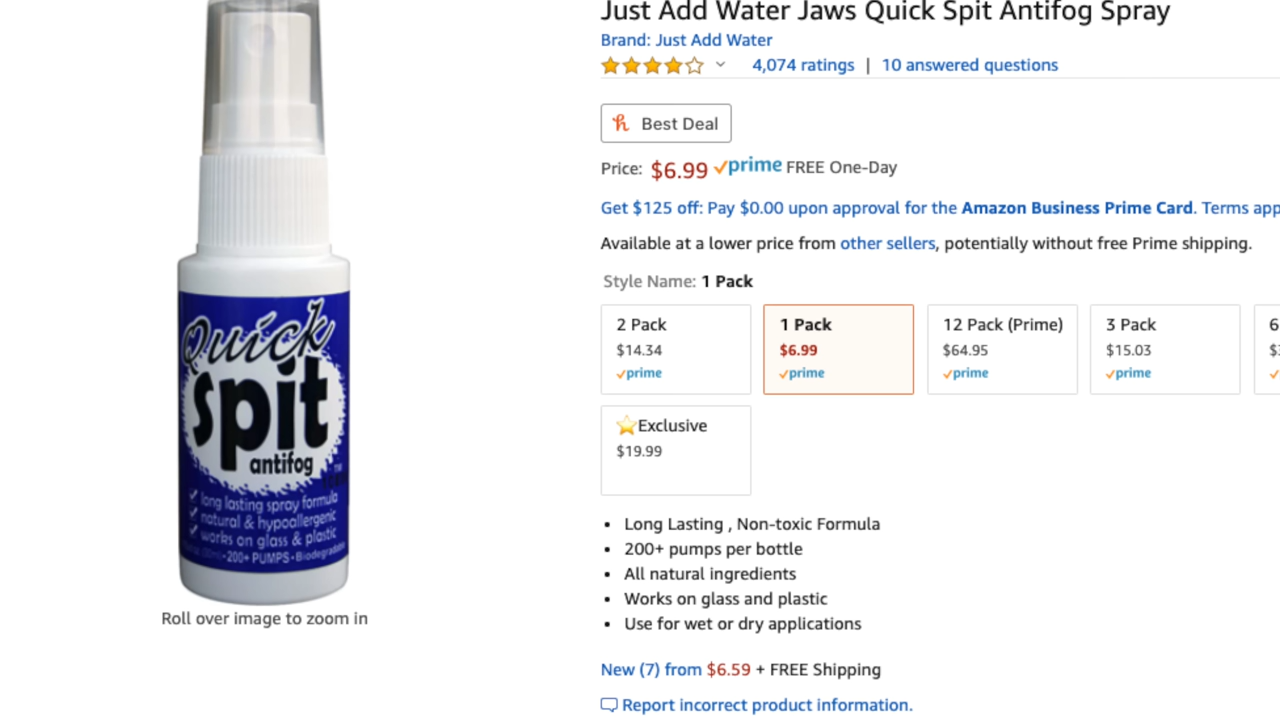 Just Add Water Jaws Quick Spit Antifog Spray
Brand: Just Add Water
4,074 ratings | 10 answered questions
Best Deal
Price: $6.99 prime FREE One-Day
Get $125 off: Pay $0.00 upon approval for the Amazon Business Prime Card. Terms app
Available at a lower price from other sellers, potentially without free Prime shipping.
Style Name: 1 Pack
2 Pack
$14.34
prime
1 Pack
$6.99
prime
12 Pack (Prime)
$64.95
prime
3 Pack
$15.03
prime
6
Exclusive
$19.99
Long Lasting , Non-toxic Formula
200+ pumps per bottle
All natural ingredients
Works on glass and plastic
Use for wet or dry applications
New (7) from $6.59 + FREE Shipping
Report incorrect product information.
Quick
spit
antifog
long lasting spray formula
natural & hypoallergenic
works on glass & plastic
200+ PUMPS - Biodegradable
Roll over image to zoom in